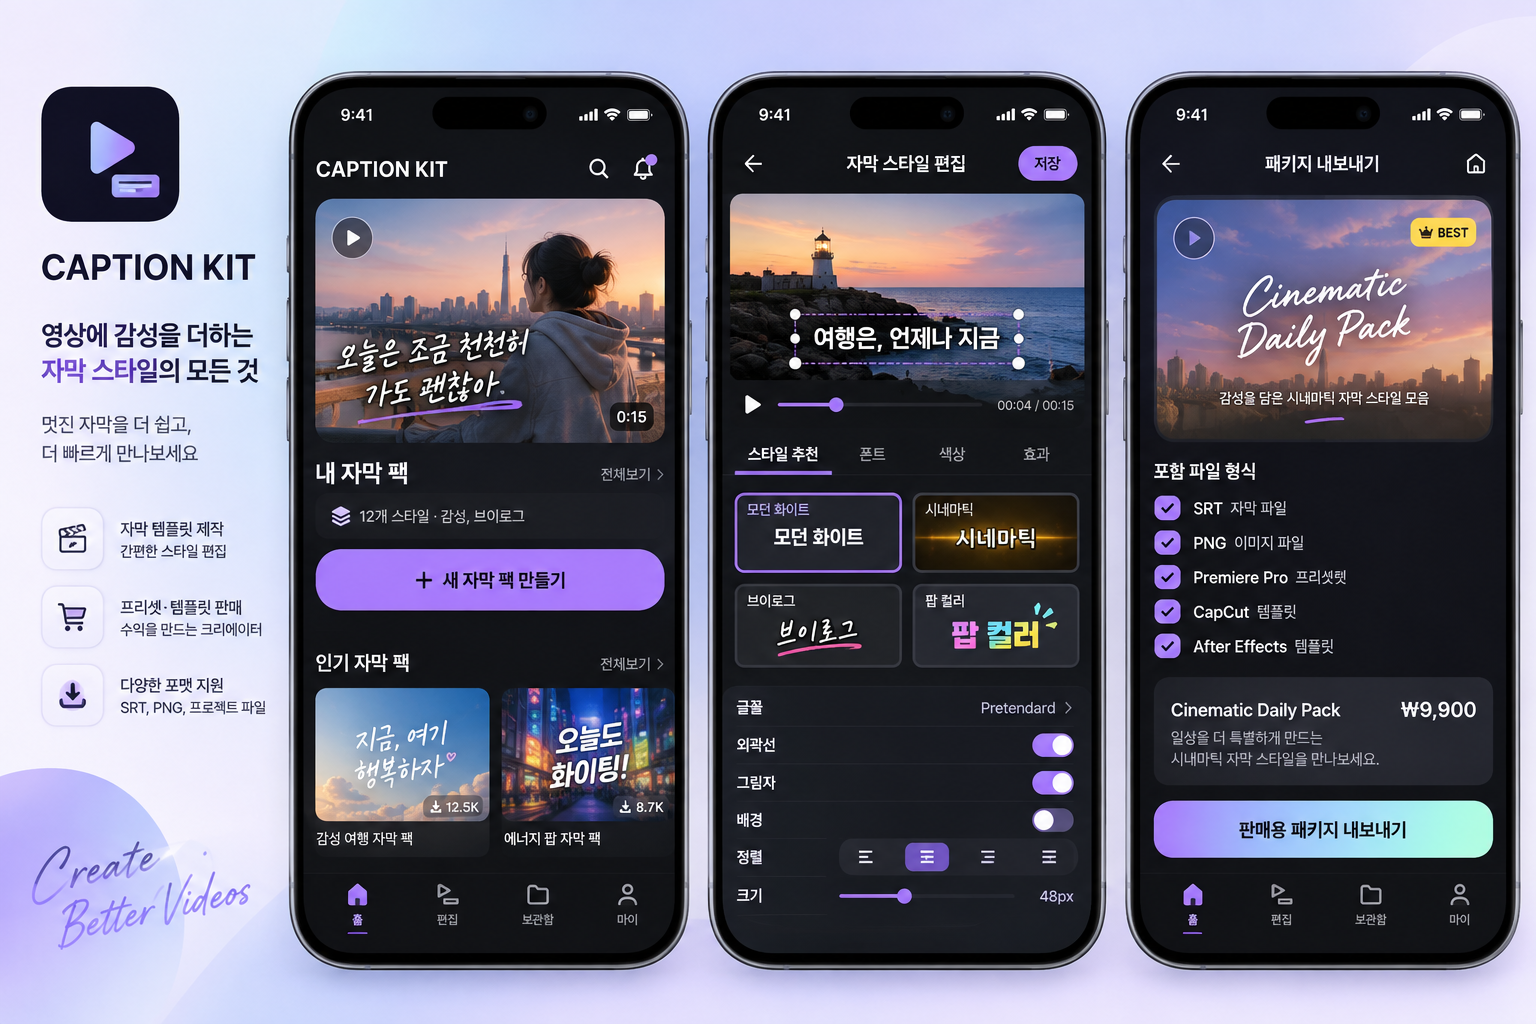 CAPTION KIT
영상에 감성을 더하는
자막 스타일의 모든 것
멋진 자막을 더 쉽고,
더 빠르게 만나보세요
자막 템플릿 제작
간편한 스타일 편집
프리셋·템플릿 판매
수익을 만드는 크리에이터
다양한 포맷 지원
SRT, PNG, 프로젝트 파일
Create
Better Videos
9:41
CAPTION KIT
오늘은 조금 천천히
가도 괜찮아.
0:15
내 자막 팩
전체보기 >
12개 스타일 · 감성, 브이로그
+ 새 자막 팩 만들기
인기 자막 팩
전체보기 >
지금, 여기
행복하자♡
12.5K
감성 여행 자막 팩
오늘도
화이팅!
8.7K
에너지 팝 자막 팩
홈
편집
보관함
마이
9:41
자막 스타일 편집
저장
여행은, 언제나 지금
00:04 / 00:15
스타일 추천
폰트
색상
효과
모던 화이트
모던 화이트
시네마틱
시네마틱
브이로그
브이로그
팝 컬러
팝 컬러
글꼴
Pretendard >
외곽선
그림자
배경
정렬
크기
48px
9:41
패키지 내보내기
BEST
Cinematic
Daily Pack
감성을 담은 시네마틱 자막 스타일 모음
포함 파일 형식
SRT 자막 파일
PNG 이미지 파일
Premiere Pro 프리셋
CapCut 템플릿
After Effects 템플릿
Cinematic Daily Pack
₩9,900
일상을 더 특별하게 만드는
시네마틱 자막 스타일을 만나보세요.
판매용 패키지 내보내기
홈
편집
보관함
마이